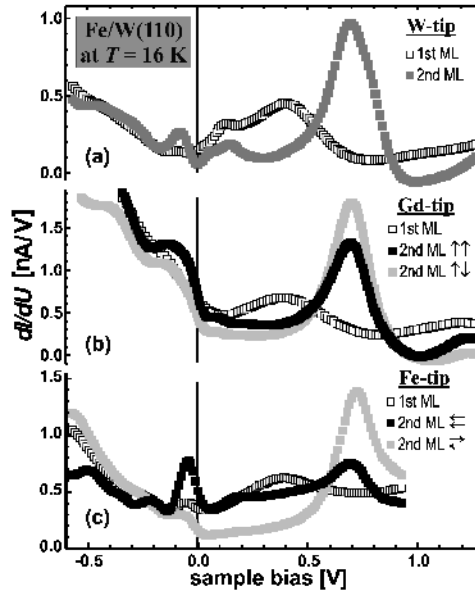 Fe/W(110)
at T = 16 K
W-tip
1st ML
2nd ML
1.0
0.5
0.0
(a)
Gd-tip
1st ML
2nd ML ↑↑
2nd ML ↑↓
1.5
1.0
0.5
0.0
(b)
dI/dU [nA/V]
Fe-tip
1st ML
2nd ML ⇇
2nd ML ⇄
1.5
1.0
0.5
0.0
(c)
-0.5 0.0 0.5 1.0
sample bias [V]